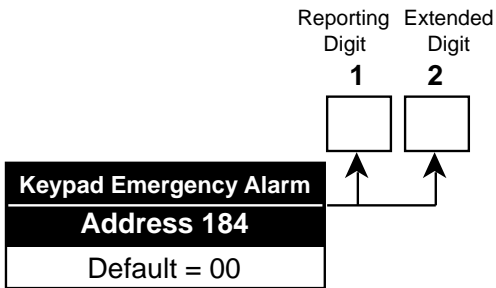 Reporting Extended
Digit Digit
1 2
Keypad Emergency Alarm
Address 184
Default = 00